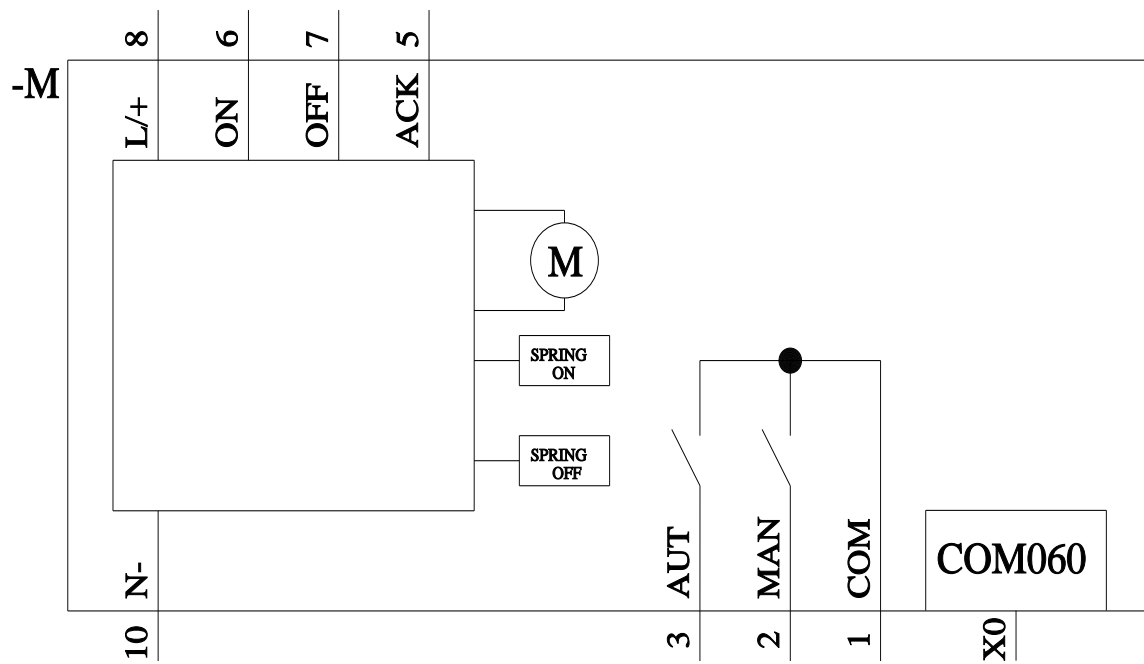 8
6
7
5
-M
L/+
ON
OFF
ACK
M
SPRING
ON
SPRING
OFF
N-
AUT
MAN
COM
COM060
10
3
2
1
X0